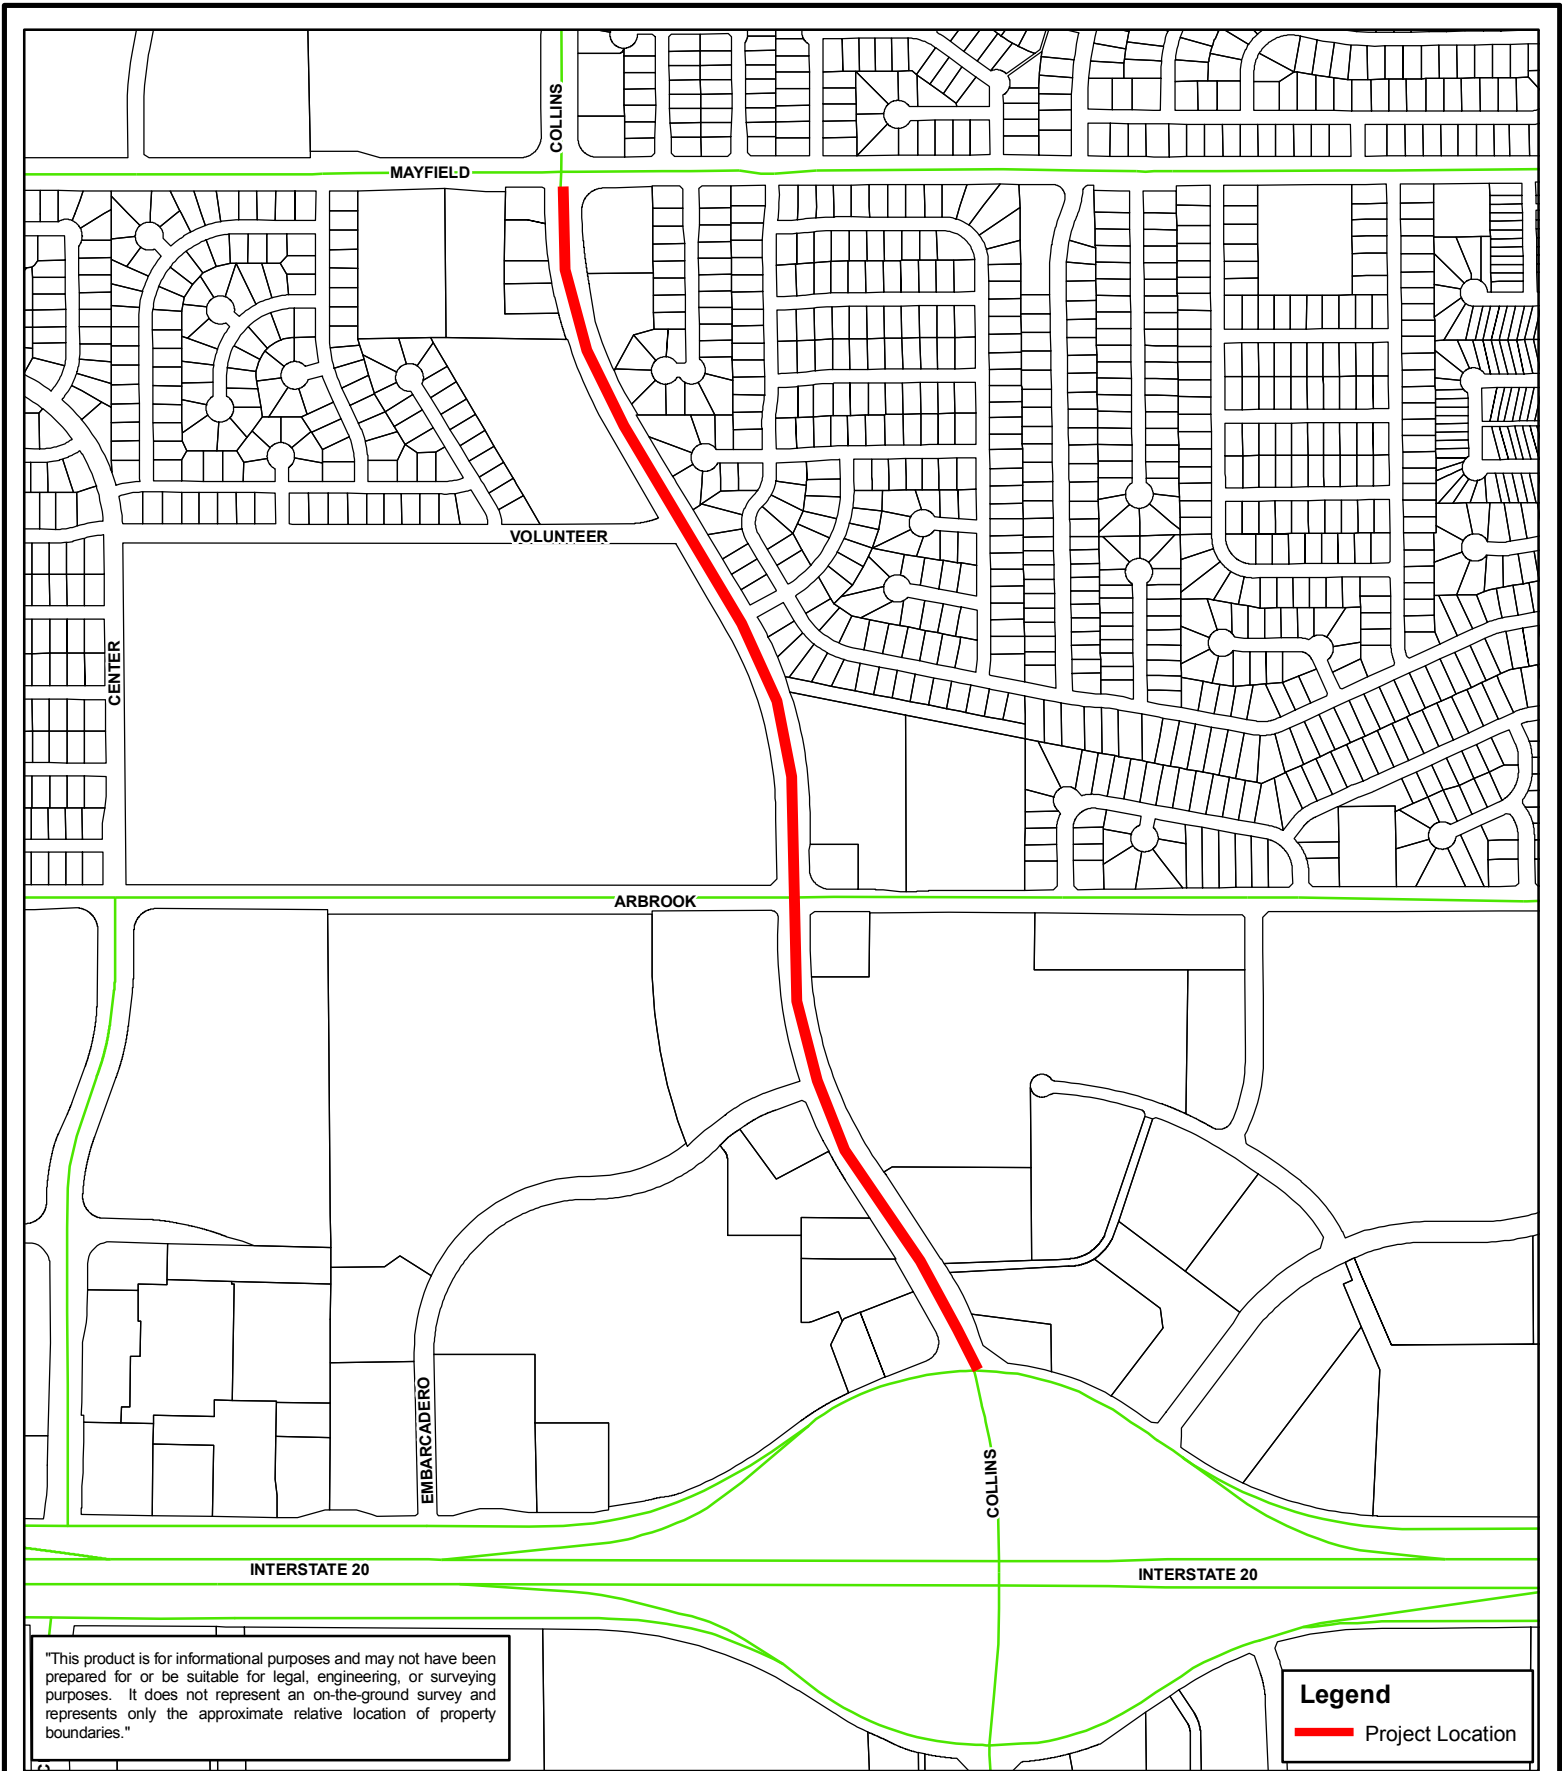 COLLINS
MAYFIELD
VOLUNTEER
CENTER
ARBROOK
EMBARCADERO
COLLINS
INTERSTATE 20
INTERSTATE 20
"This product is for informational purposes and may not have been
prepared for or be suitable for legal, engineering, or surveying
purposes. It does not represent an on-the-ground survey and
represents only the approximate relative location of property
boundaries."
Legend
Project Location